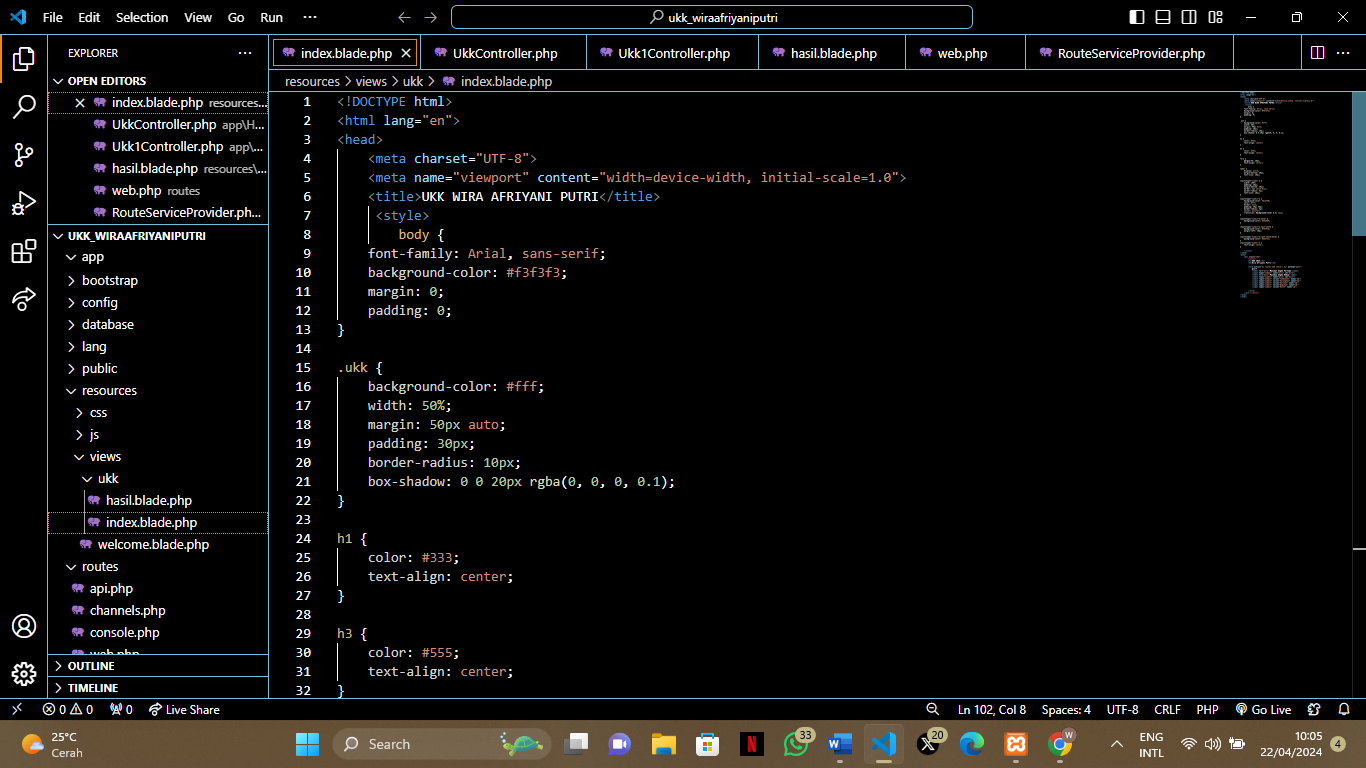 File Edit Selection View Go Run ··· ukk_wiraafriyaniputri
EXPLORER ···
OPEN EDITORS
index.blade.php resources...
UkkController.php app\H...
Ukk1Controller.php app\...
hasil.blade.php resources\...
web.php routes
RouteServiceProvider.ph...
UKK_WIRAAFRIYANIPUTRI
app
bootstrap
config
database
lang
public
resources
css
js
views
ukk
hasil.blade.php
index.blade.php
welcome.blade.php
routes
api.php
channels.php
console.php
web.php
OUTLINE
TIMELINE
index.blade.php UkkController.php Ukk1Controller.php hasil.blade.php web.php RouteServiceProvider.php ···
resources > views > ukk > index.blade.php
1 <!DOCTYPE html>
2 <html lang="en">
3 <head>
4 <meta charset="UTF-8">
5 <meta name="viewport" content="width=device-width, initial-scale=1.0">
6 <title>UKK WIRA AFRIYANI PUTRI</title>
7 <style>
8 body {
9 font-family: Arial, sans-serif;
10 background-color: #f3f3f3;
11 margin: 0;
12 padding: 0;
13 }
14
15 .ukk {
16 background-color: #fff;
17 width: 50%;
18 margin: 50px auto;
19 padding: 30px;
20 border-radius: 10px;
21 box-shadow: 0 0 20px rgba(0, 0, 0, 0.1);
22 }
23
24 h1 {
25 color: #333;
26 text-align: center;
27 }
28
29 h3 {
30 color: #555;
31 text-align: center;
32 }
0 0 0 Live Share Ln 102, Col 8 Spaces: 4 UTF-8 CRLF PHP Go Live
25°C
Cerah
Search
33
20
W
ENG
INTL
10:05
22/04/2024
4